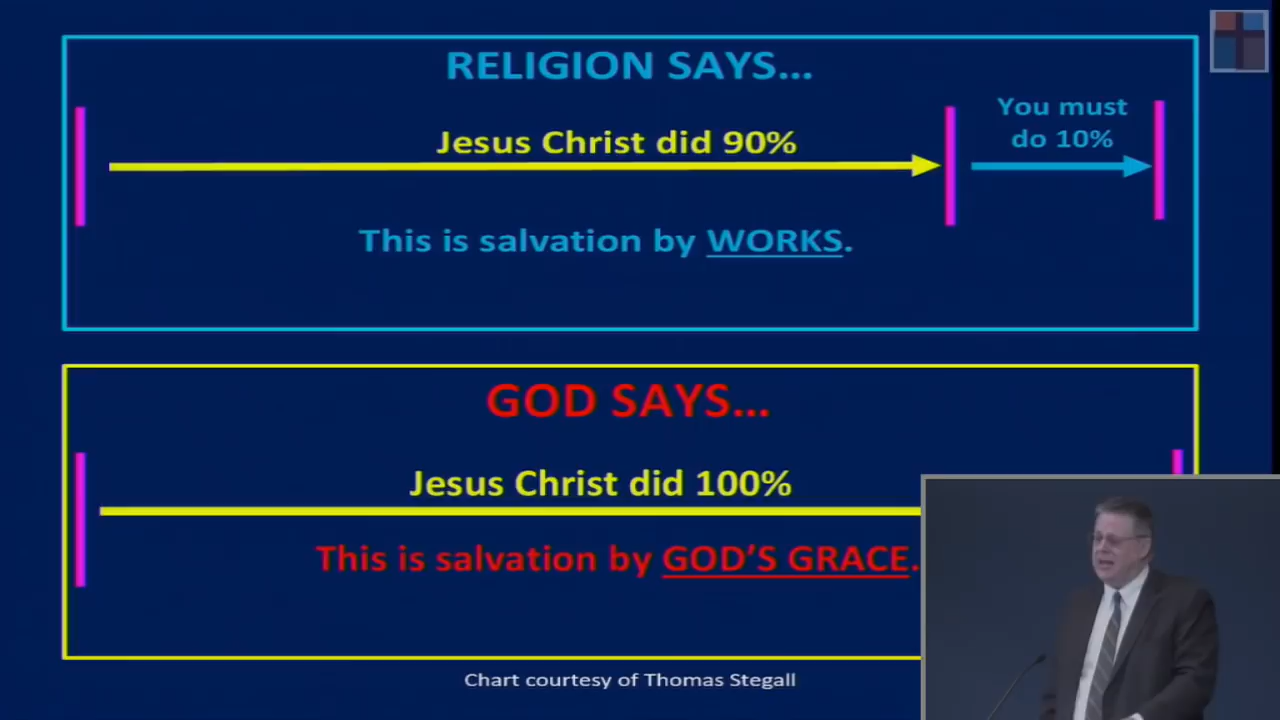 RELIGION SAYS...
You must
do 10%
Jesus Christ did 90%
This is salvation by WORKS.
GOD SAYS...
Jesus Christ did 100%
This is salvation by GOD'S GRACE.
Chart courtesy of Thomas Stegall